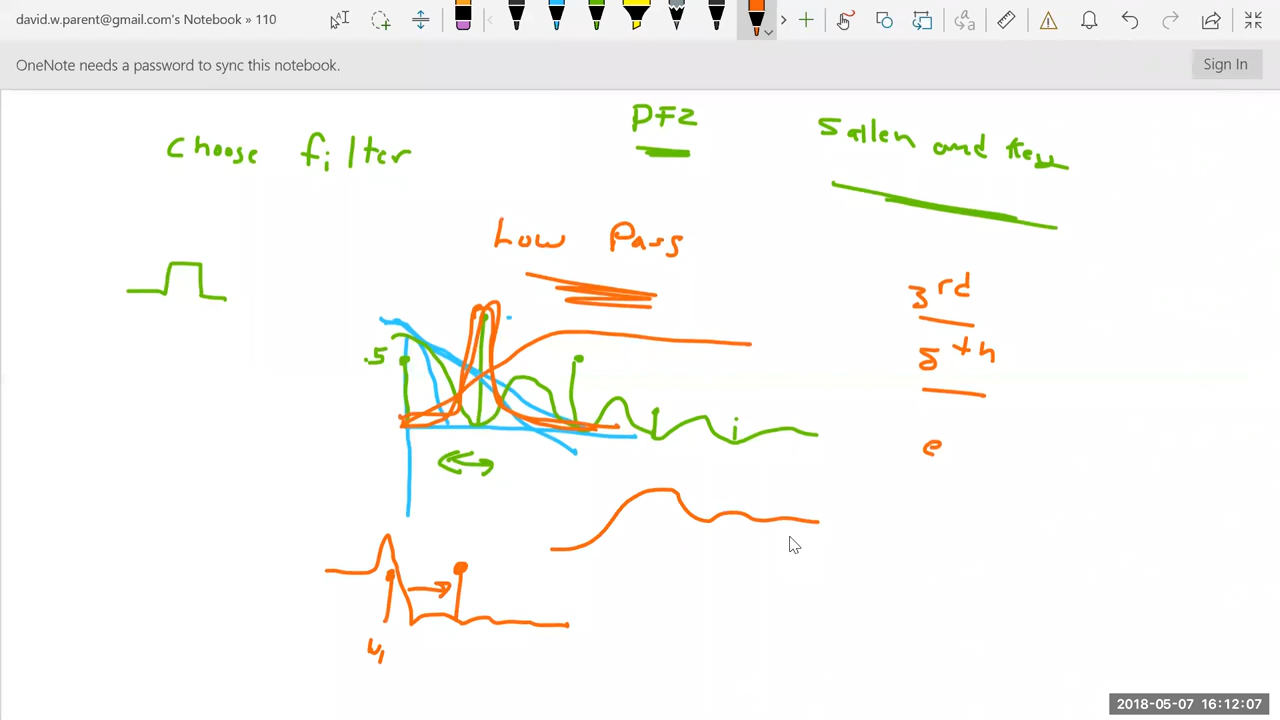 david.w.parent@gmail.com's Notebook » 110
OneNote needs a password to sync this notebook.
Sign In
choose filter
PFZ
Sallen and Key
Low Pass
3rd
5th
e
.5
W1
2018-05-07 16:12:07